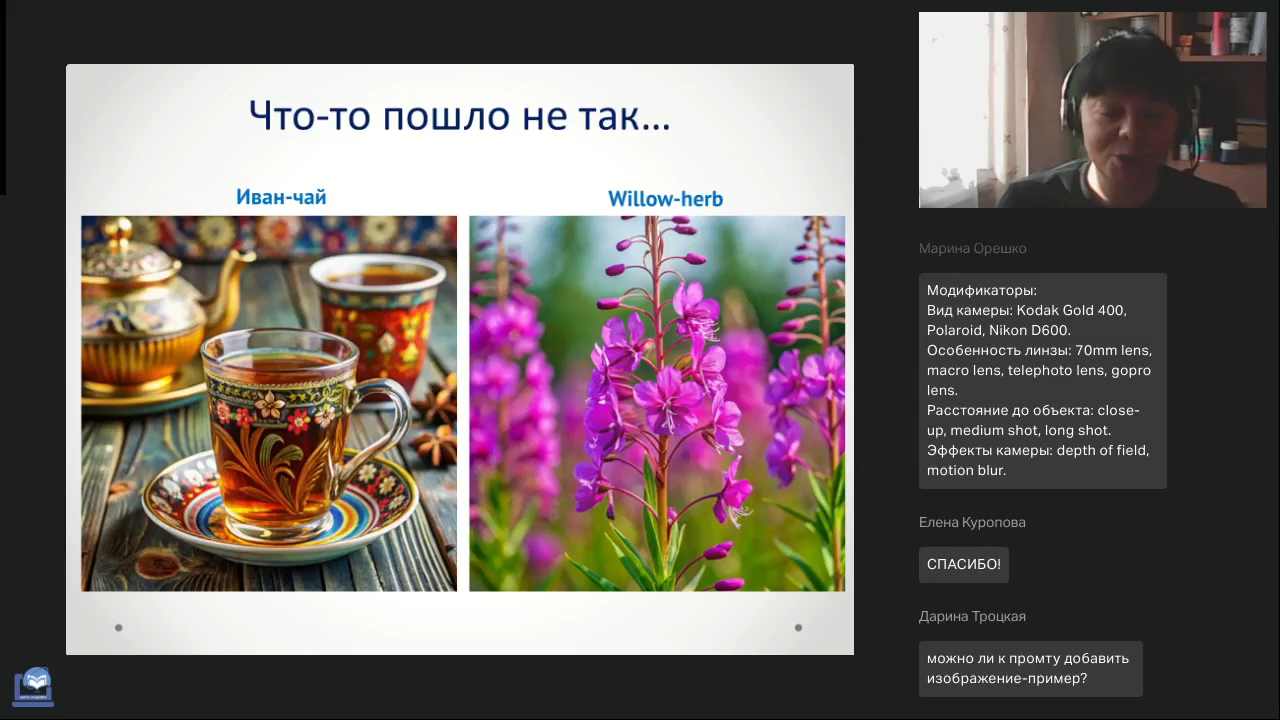 Что-то пошло не так...
Иван-чай
Willow-herb
Марина Орешко
Модификаторы:
Вид камеры: Kodak Gold 400,
Polaroid, Nikon D600.
Особенность линзы: 70mm lens,
macro lens, telephoto lens, gopro
lens.
Расстояние до объекта: close-
up, medium shot, long shot.
Эффекты камеры: depth of field,
motion blur.
Елена Куропова
СПАСИБО!
Дарина Троцкая
можно ли к промту добавить
изображение-пример?